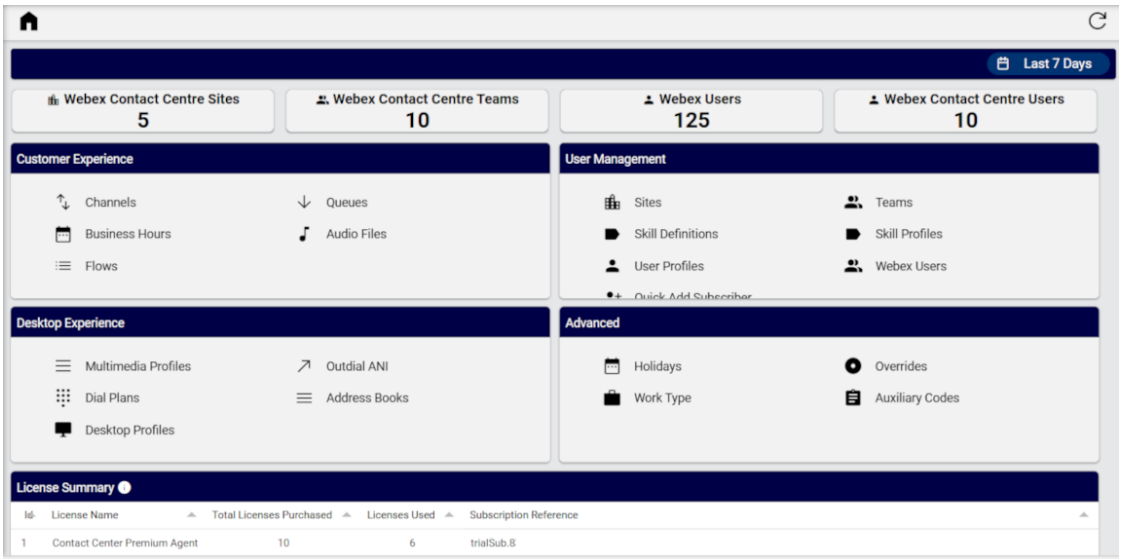 Last 7 Days
Webex Contact Centre Sites
5
Webex Contact Centre Teams
10
Webex Users
125
Webex Contact Centre Users
10
Customer Experience
Channels
Queues
Business Hours
Audio Files
Flows
User Management
Sites
Teams
Skill Definitions
Skill Profiles
User Profiles
Webex Users
Quick Add Subscriber
Desktop Experience
Multimedia Profiles
Outdial ANI
Dial Plans
Address Books
Desktop Profiles
Advanced
Holidays
Overrides
Work Type
Auxiliary Codes
License Summary
Id License Name Total Licenses Purchased Licenses Used Subscription Reference
1 Contact Center Premium Agent 10 6 trialSub.8